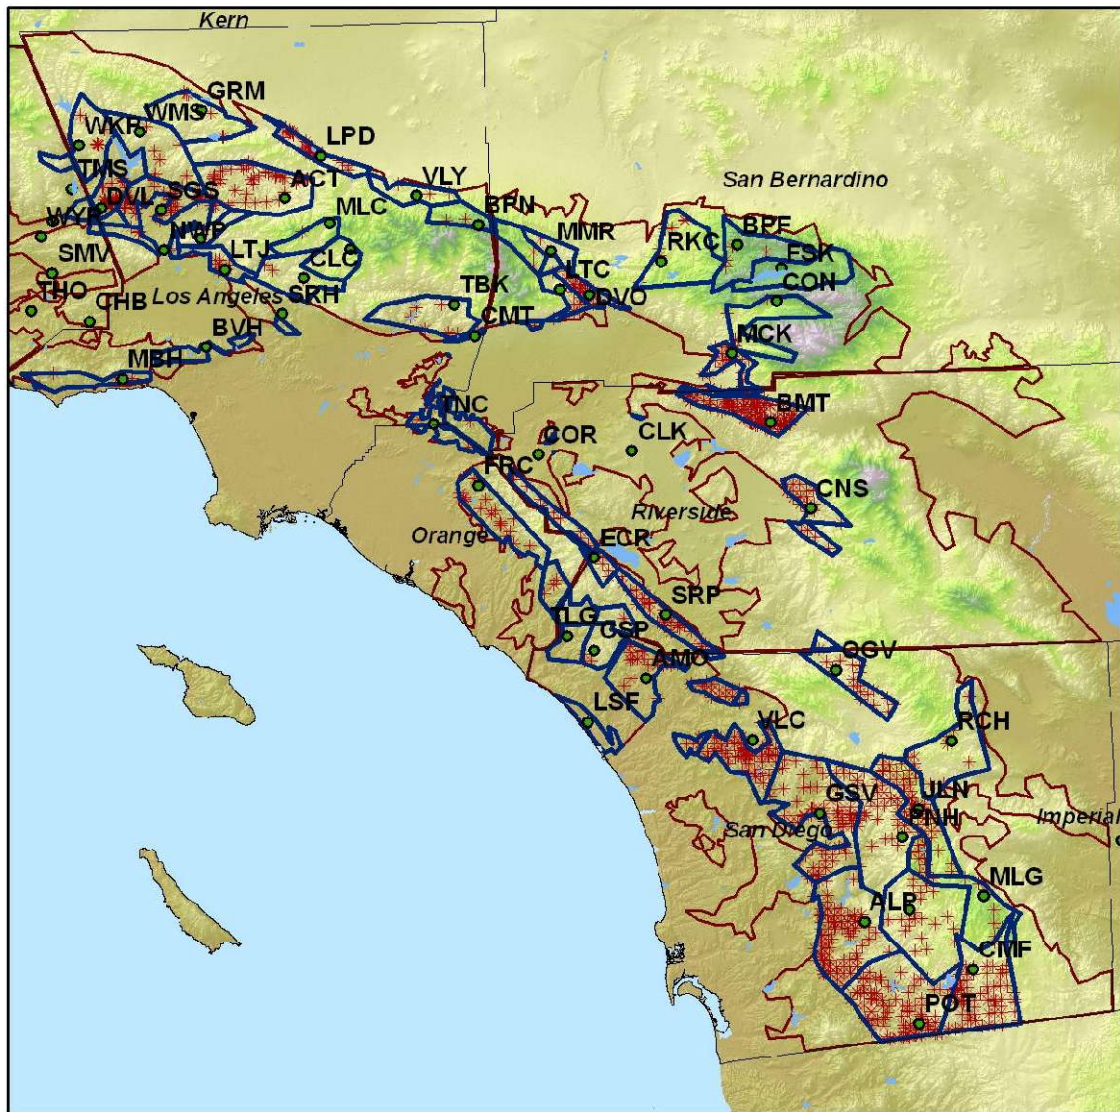 Kern
GRM
WMS
WKP
LPD
San Bernardino
TMS
ACT
VLY
SGS
DVL
MLC
BPN
WYR
NWP
MMR
BPF
RKC
SMV
LTJ
CLC
FSK
LTC
CON
THO
TBK
CHB
Los Angeles
SRH
DVO
CMT
BVH
MBH
MCK
TNC
BMT
COR
CLK
FRC
CNS
Riverside
Orange
ECR
SRP
TLG
CSP
AMO
OGV
LSF
VLC
RCH
GSV
JLN
San Diego
PNH
Imperial
MLG
ALP
CMF
POT